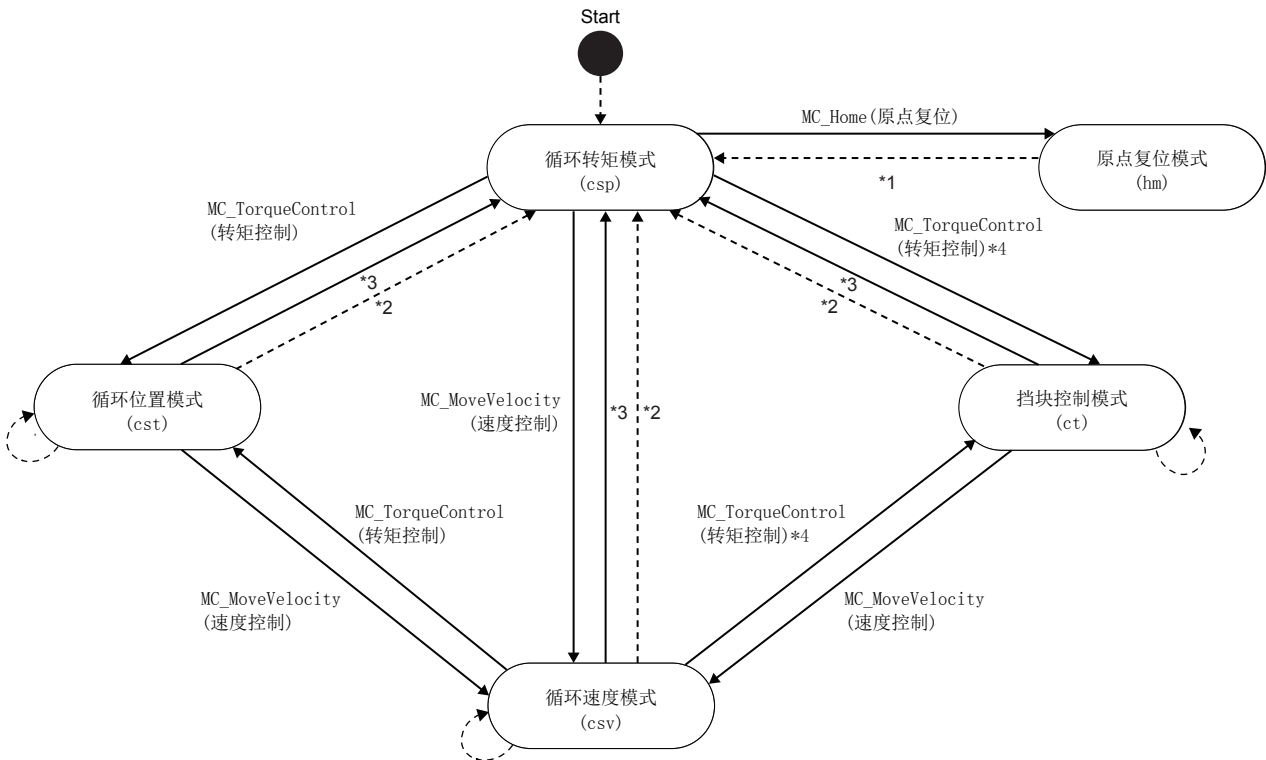 Start
MC_Home(原点复位)
循环转矩模式
(csp)
原点复位模式
(hm)
*1
MC_TorqueControl
(转矩控制)
MC_TorqueControl
(转矩控制)*4
*3
*2
*3
*2
循环位置模式
(cst)
MC_MoveVelocity
(速度控制)
*3
*2
挡块控制模式
(ct)
MC_TorqueControl
(转矩控制)
MC_TorqueControl
(转矩控制)*4
MC_MoveVelocity
(速度控制)
MC_MoveVelocity
(速度控制)
循环速度模式
(csv)